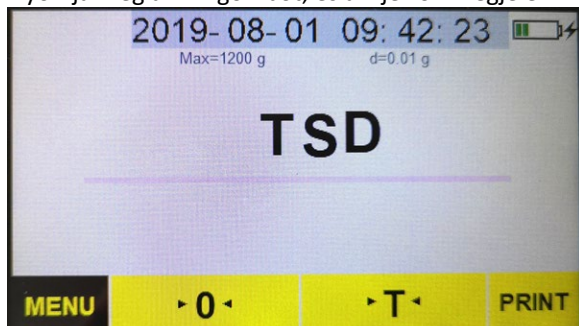 2019-08-01 09:42:23
Max=1200 g d=0.01 g
TSD
MENU ▸0◂ ▸T◂ PRINT